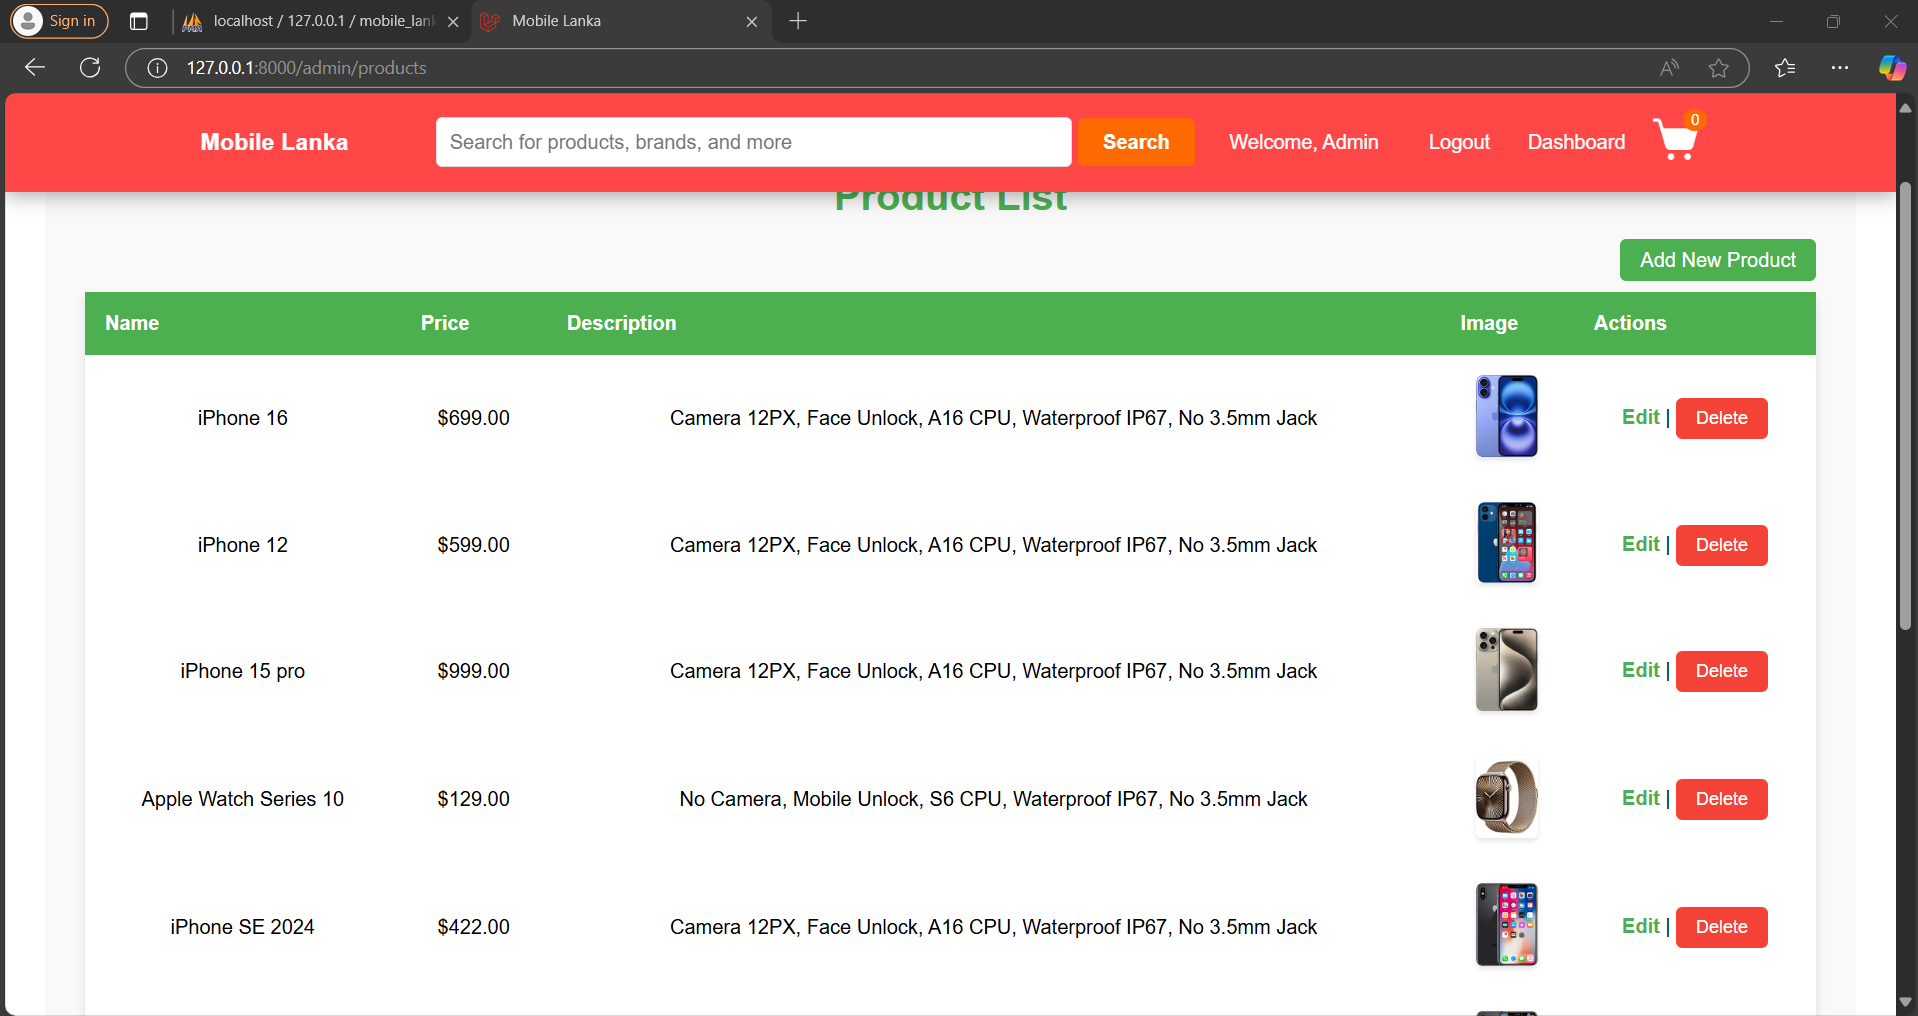 Sign in
localhost / 127.0.0.1 / mobile_lank
Mobile Lanka
127.0.0.1:8000/admin/products
Mobile Lanka
Search for products, brands, and more
Search
Welcome, Admin
Logout
Dashboard
0
Product List
Add New Product
Name Price Description Image Actions
iPhone 16 $699.00 Camera 12PX, Face Unlock, A16 CPU, Waterproof IP67, No 3.5mm Jack Edit | Delete
iPhone 12 $599.00 Camera 12PX, Face Unlock, A16 CPU, Waterproof IP67, No 3.5mm Jack Edit | Delete
iPhone 15 pro $999.00 Camera 12PX, Face Unlock, A16 CPU, Waterproof IP67, No 3.5mm Jack Edit | Delete
Apple Watch Series 10 $129.00 No Camera, Mobile Unlock, S6 CPU, Waterproof IP67, No 3.5mm Jack Edit | Delete
iPhone SE 2024 $422.00 Camera 12PX, Face Unlock, A16 CPU, Waterproof IP67, No 3.5mm Jack Edit | Delete